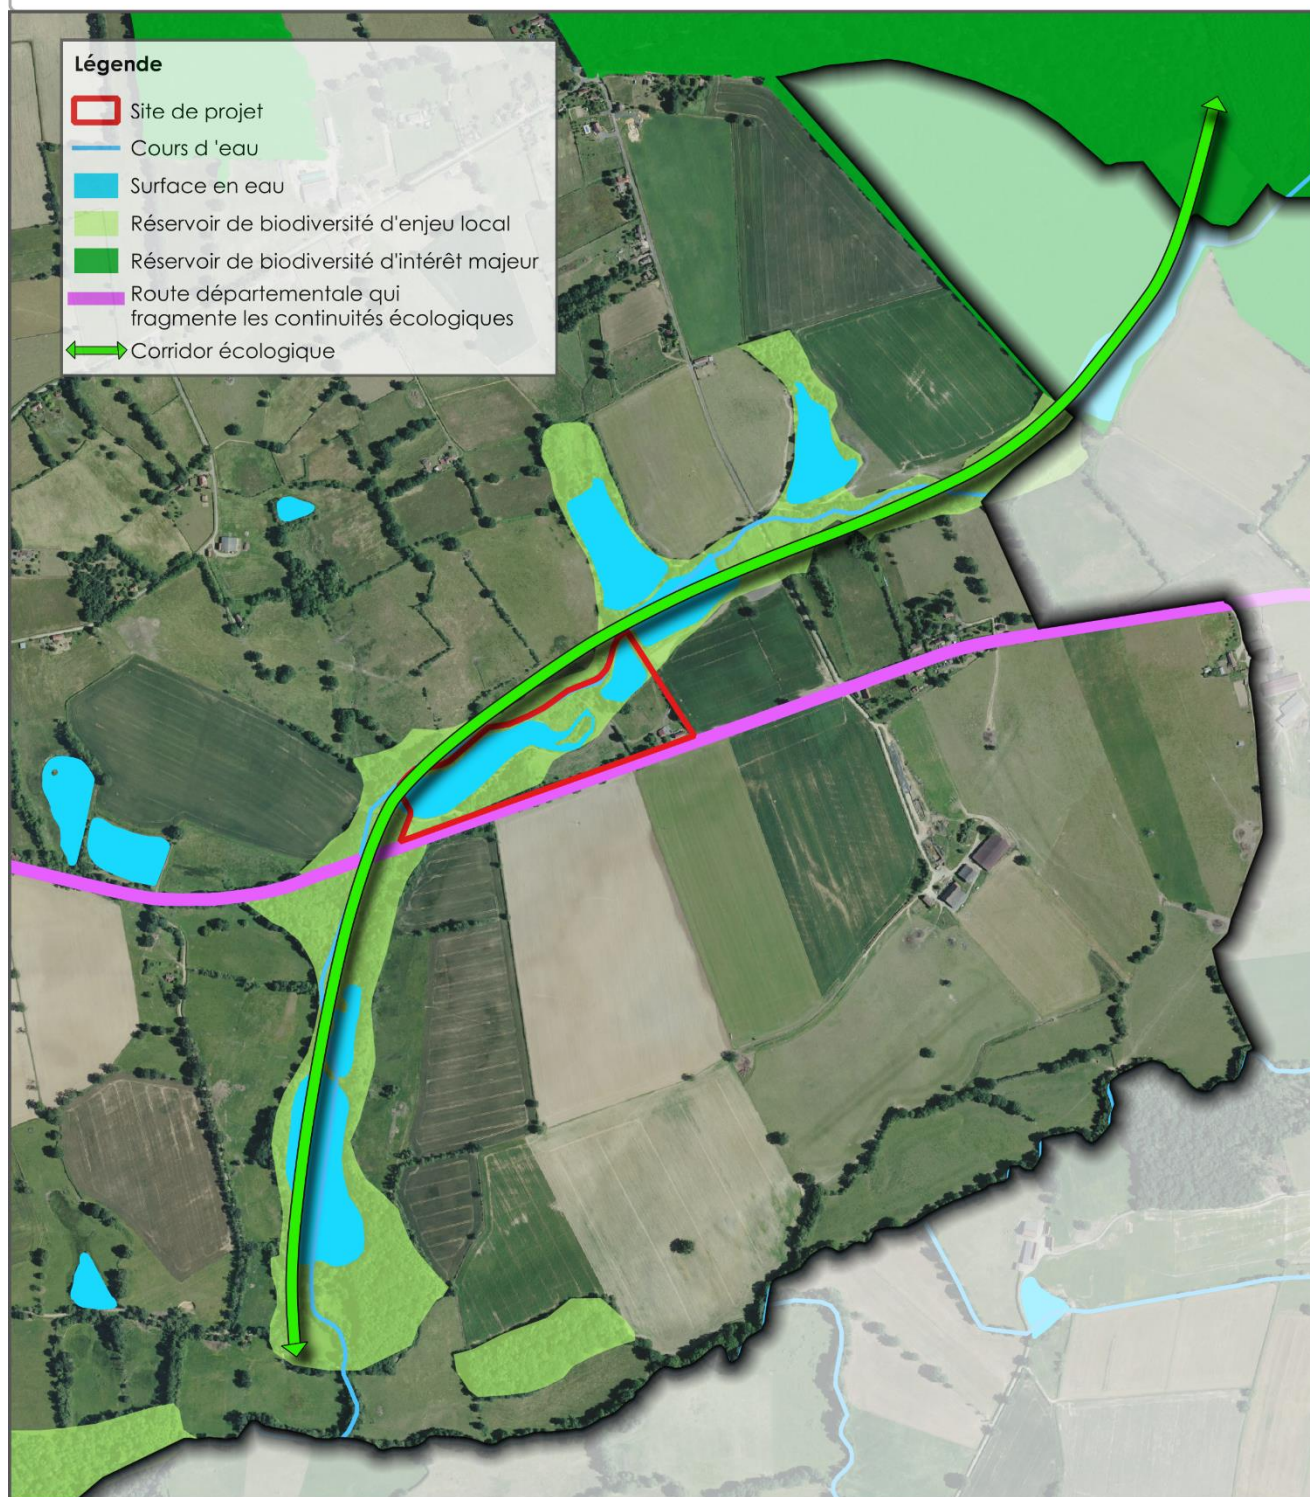 Légende
Site de projet
Cours d 'eau
Surface en eau
Réservoir de biodiversité d'enjeu local
Réservoir de biodiversité d'intérêt majeur
Route départementale qui
fragmente les continuités écologiques
Corridor écologique